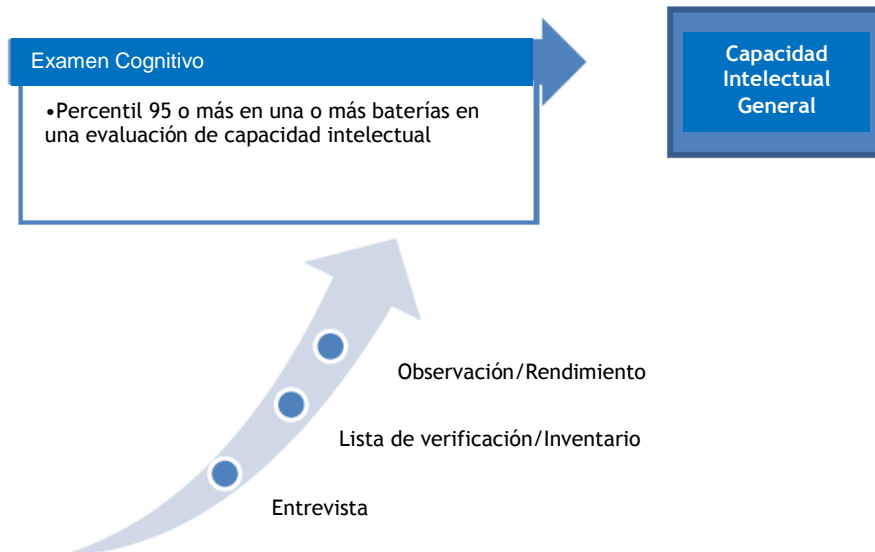 Examen Cognitivo
•Percentil 95 o más en una o más baterías en
una evaluación de capacidad intelectual
Capacidad
Intelectual
General
Observación/Rendimiento
Lista de verificación/Inventario
Entrevista